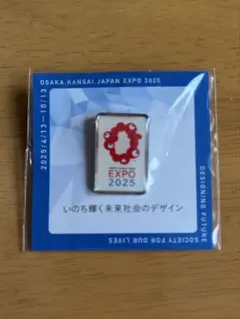 OSAKA KANSAI JAPAN EXPO 2025
2025/4/13—10/13
EXPO
2025
いのち輝く未来社会のデザイン
DESIGNING FUTURE
SOCIETY FOR OUR LIVES